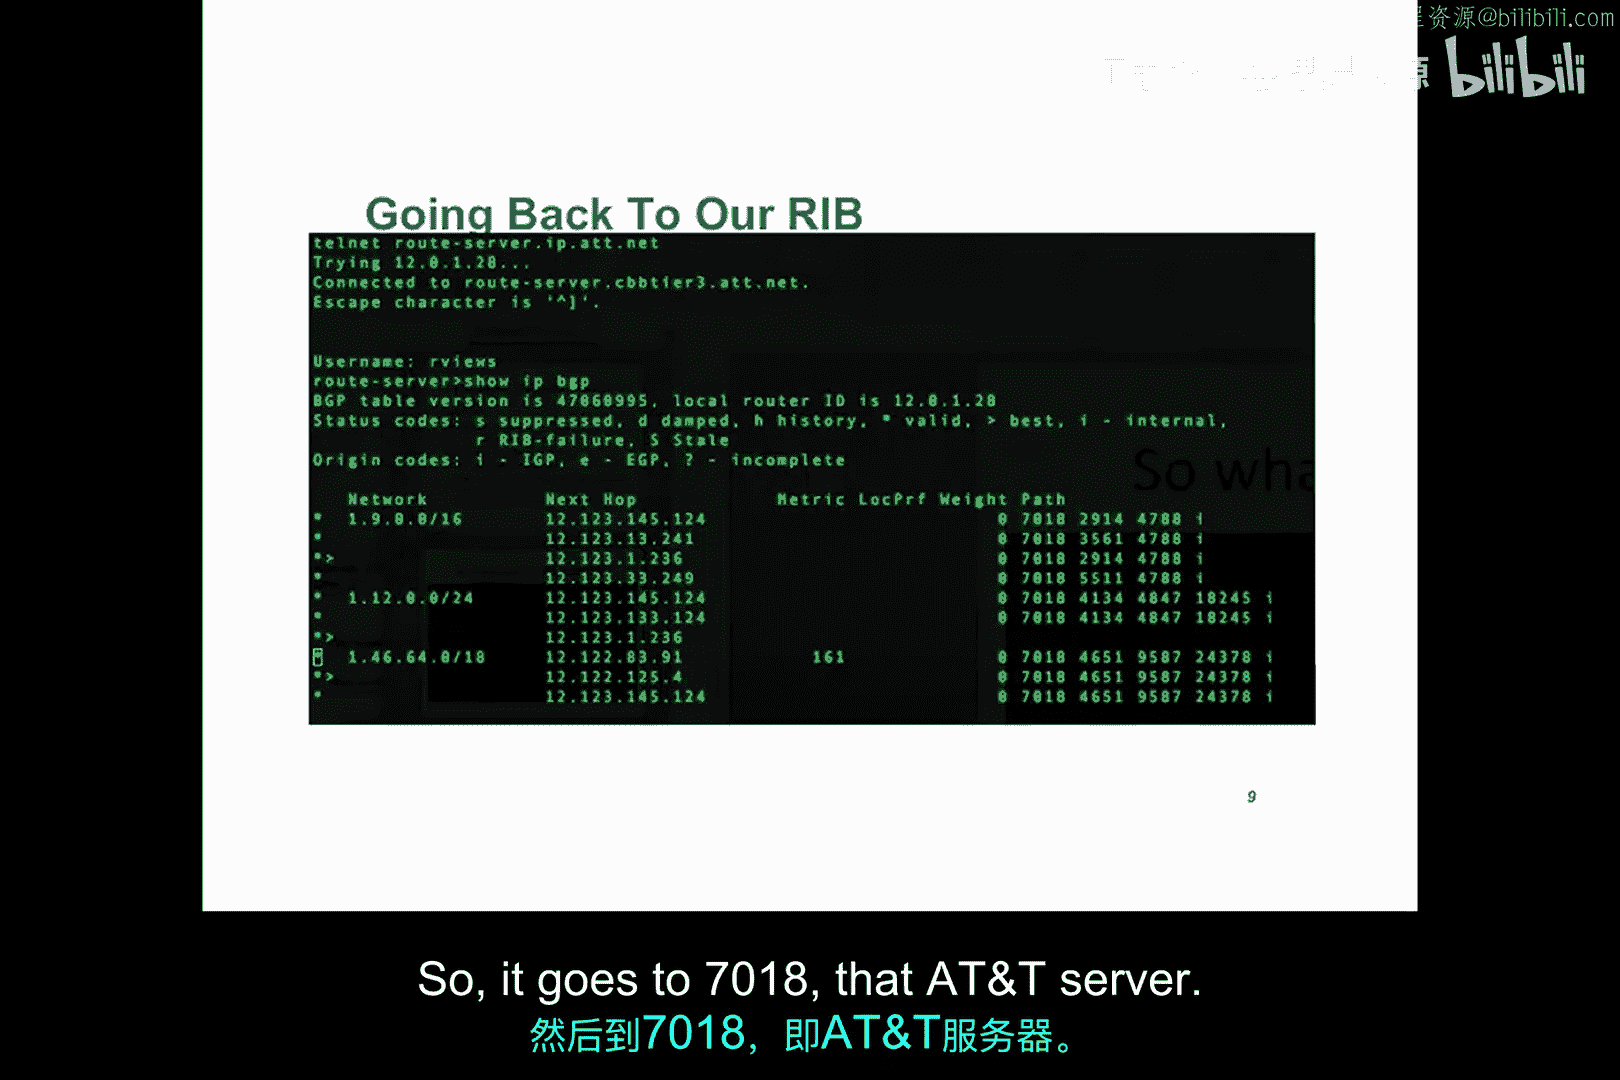 资源@bilibili.com
源 bilibili
Going Back To Our RIB
telnet route-server.ip.att.net
Trying 12.0.1.28...
Connected to route-server.cbbtier3.att.net.
Escape character is '^]'.
Username: rviews
route-server>show ip bgp
BGP table version is 47060995, local router ID is 12.0.1.28
Status codes: s suppressed, d damped, h history, * valid, > best, i - internal,
r RIB-failure, S Stale
Origin codes: i - IGP, e - EGP, ? - incomplete
So wha
Network Next Hop Metric LocPrf Weight Path
* 1.9.0.0/16 12.123.145.124 0 7018 2914 4788 i
* 12.123.13.241 0 7018 3561 4788 i
*> 12.123.1.236 0 7018 2914 4788 i
* 12.123.33.249 0 7018 5511 4788 i
* 1.12.0.0/24 12.123.145.124 0 7018 4134 4847 18245 i
* 12.123.133.124 0 7018 4134 4847 18245 i
*> 12.123.1.236
* 1.46.64.0/18 12.122.83.91 161 0 7018 4651 9587 24378 i
*> 12.122.125.4 0 7018 4651 9587 24378 i
* 12.123.145.124 0 7018 4651 9587 24378 i
9
So, it goes to 7018, that AT&T server.
然后到7018，即AT&T服务器。